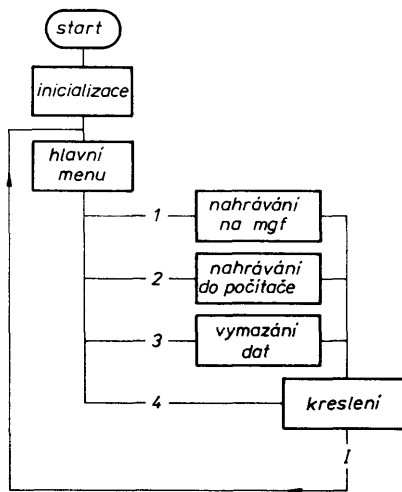 start
inicializace
hlavní
menu
1
nahrávání
na mgf
2
nahrávání
do počítače
3
vymazání
dat
4
kreslení
I